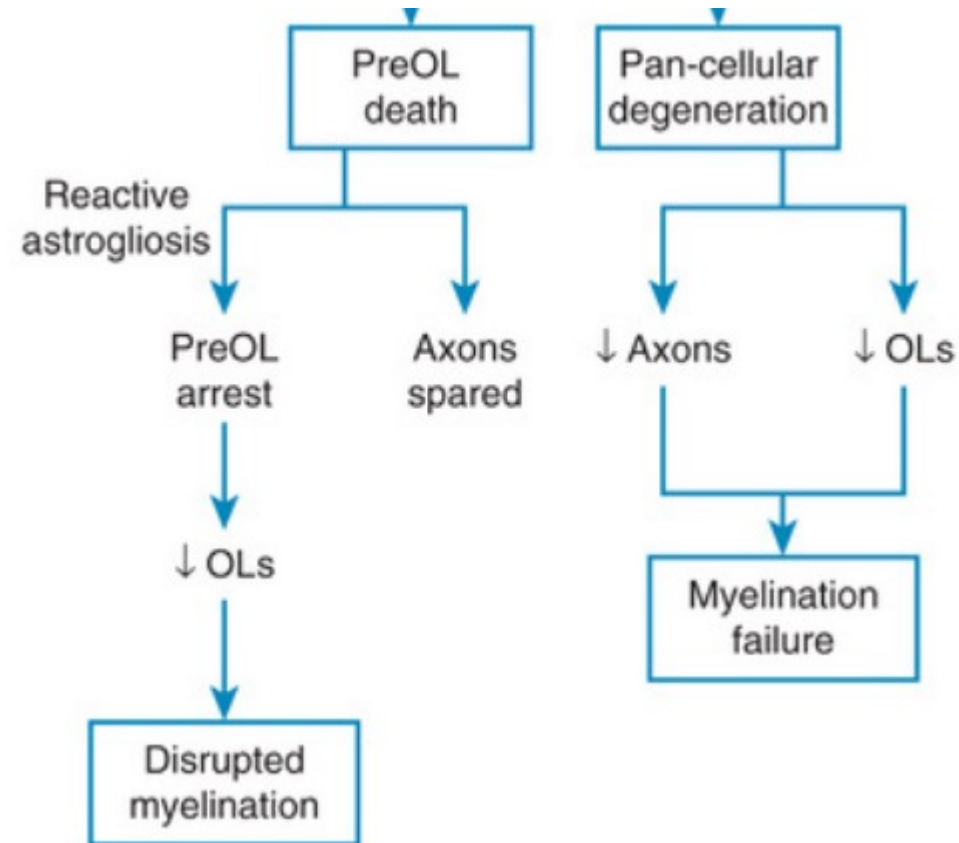 PreOL
death
Pan-cellular
degeneration
Reactive
astrogliosis
PreOL
arrest
Axons
spared
↓ Axons
↓ OLs
↓ OLs
Myelination
failure
Disrupted
myelination